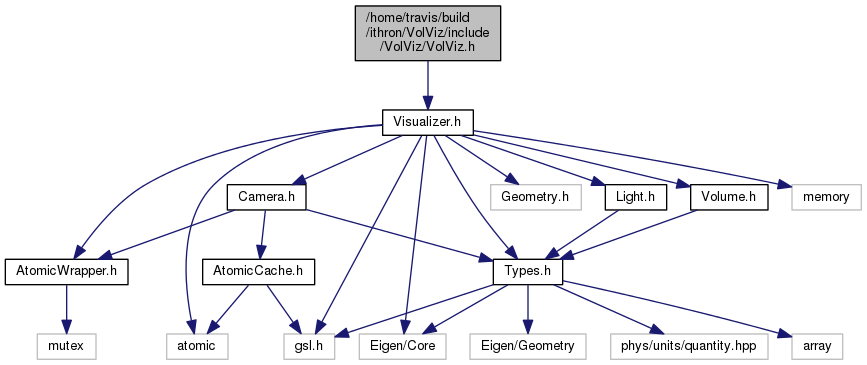 /home/travis/build
/ithron/VolViz/include
/VolViz/VolViz.h
Visualizer.h
Camera.h
Geometry.h
Light.h
Volume.h
memory
AtomicWrapper.h
AtomicCache.h
Types.h
mutex
atomic
gsl.h
Eigen/Core
Eigen/Geometry
phys/units/quantity.hpp
array